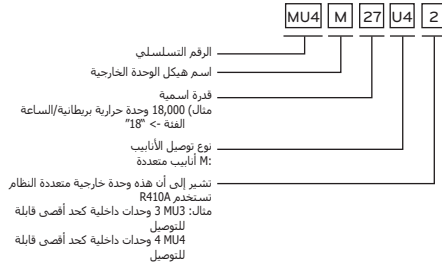 MU4 M 27 U4 2
الرقم التسلسلي
اسم هيكل الوحدة الخارجية
قدرة اسمية
مثال) 18,000 وحدة حرارية بريطانية/الساعة
الفئة -> "18"
نوع توصيل الأنابيب
M: أنابيب متعددة
تشير إلى أن هذه وحدة خارجية متعددة النظام
تستخدم R410A
مثال: MU3 3 وحدات داخلية كحد أقصى قابلة
للتوصيل
MU4 4 وحدات داخلية كحد أقصى قابلة
للتوصيل